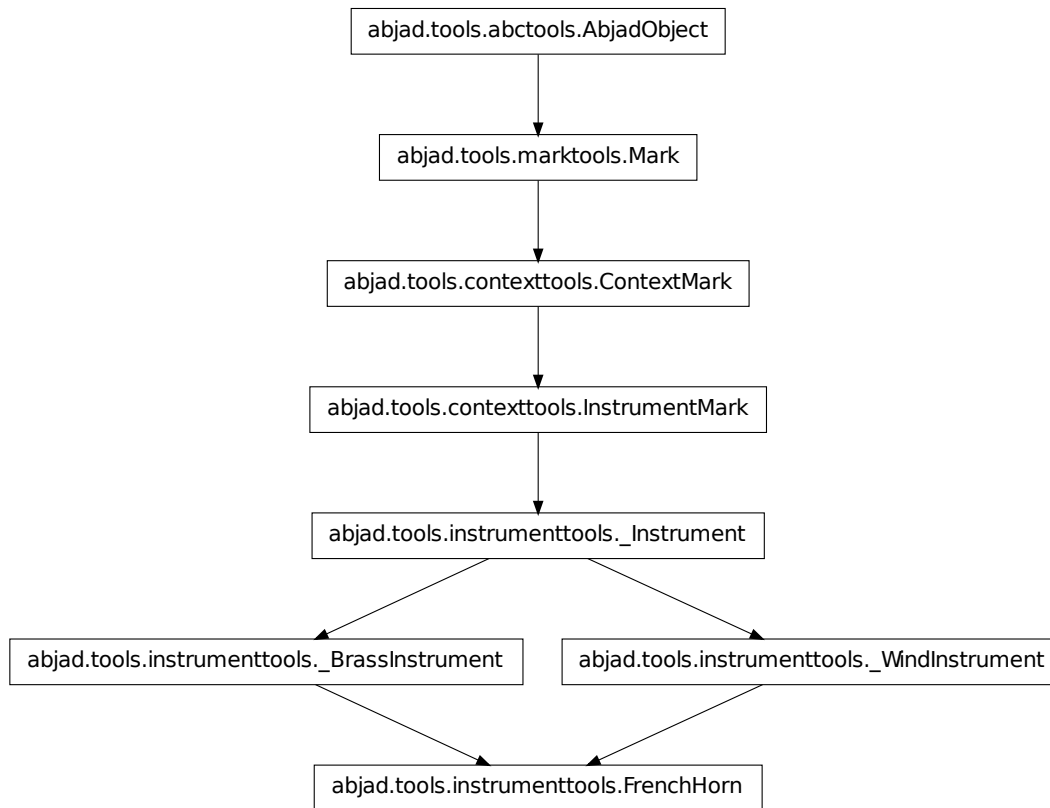 abjad.tools.abctools.AbjadObject
abjad.tools.marktools.Mark
abjad.tools.contexttools.ContextMark
abjad.tools.contexttools.InstrumentMark
abjad.tools.instrumenttools._Instrument
abjad.tools.instrumenttools._BrassInstrument
abjad.tools.instrumenttools._WindInstrument
abjad.tools.instrumenttools.FrenchHorn